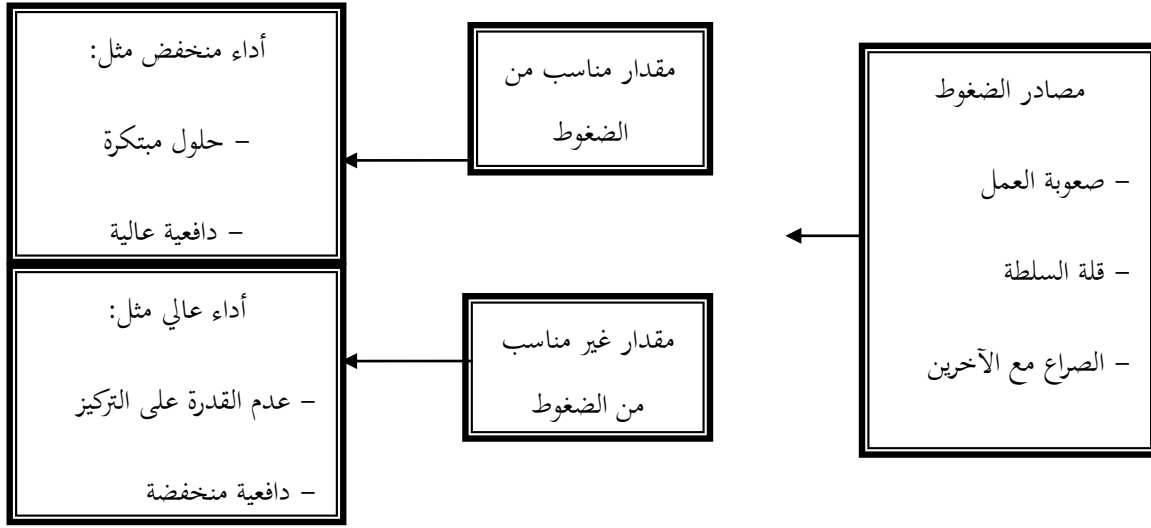 مصادر الضغوط
– صعوبة العمل
– قلة السلطة
– الصراع مع الآخرين
مقدار مناسب من
الضغوط
أداء منخفض مثل:
– حلول مبتكرة
– دافعية عالية
مقدار غير مناسب
من الضغوط
أداء عالي مثل:
– عدم القدرة على التركيز
– دافعية منخفضة